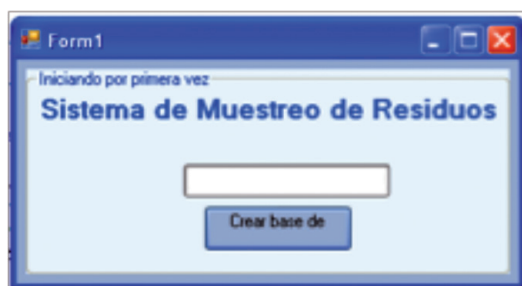 Form1
Iniciando por primera vez
Sistema de Muestreo de Residuos
Crear base de